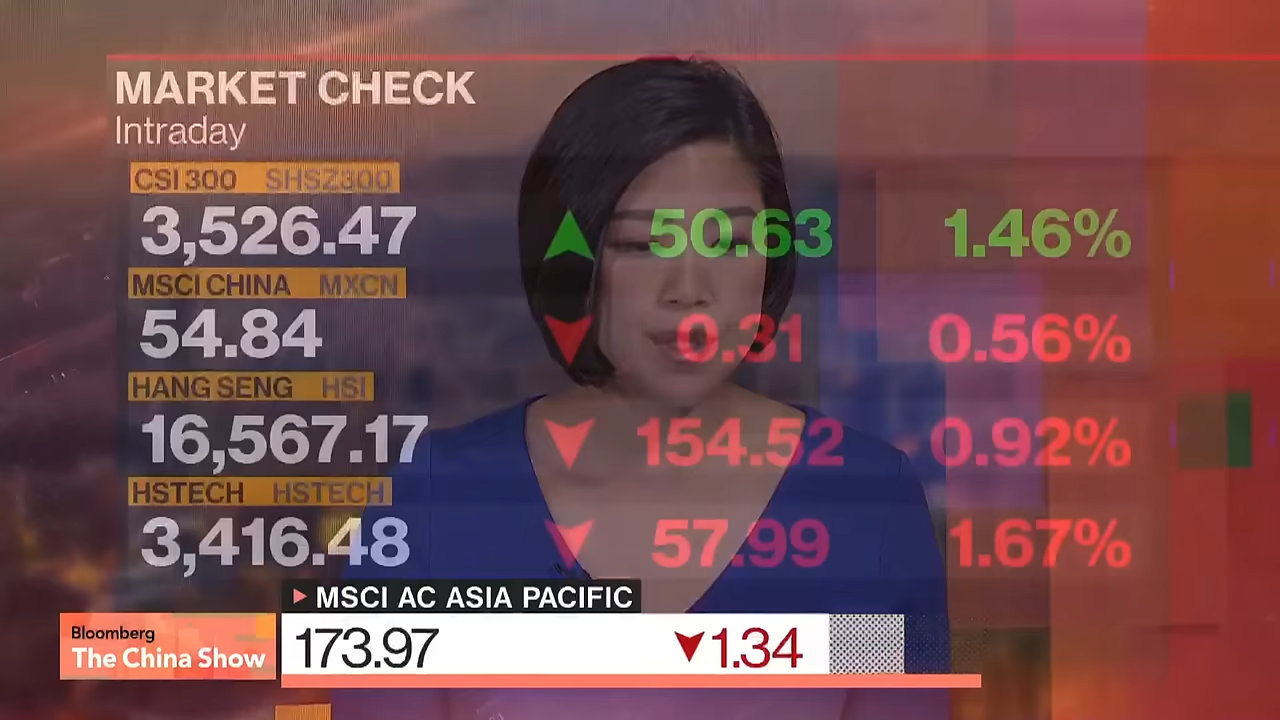 MARKET CHECK
Intraday
CSI 300 SHSZ300
3,526.47 ▲ 50.63 1.46%
MSCI CHINA MXCN
54.84 ▼ 0.31 0.56%
HANG SENG HSI
16,567.17 ▼ 154.52 0.92%
HSTECH HSTECH
3,416.48 ▼ 57.99 1.67%
MSCI AC ASIA PACIFIC
Bloomberg
The China Show
173.97 ▼1.34